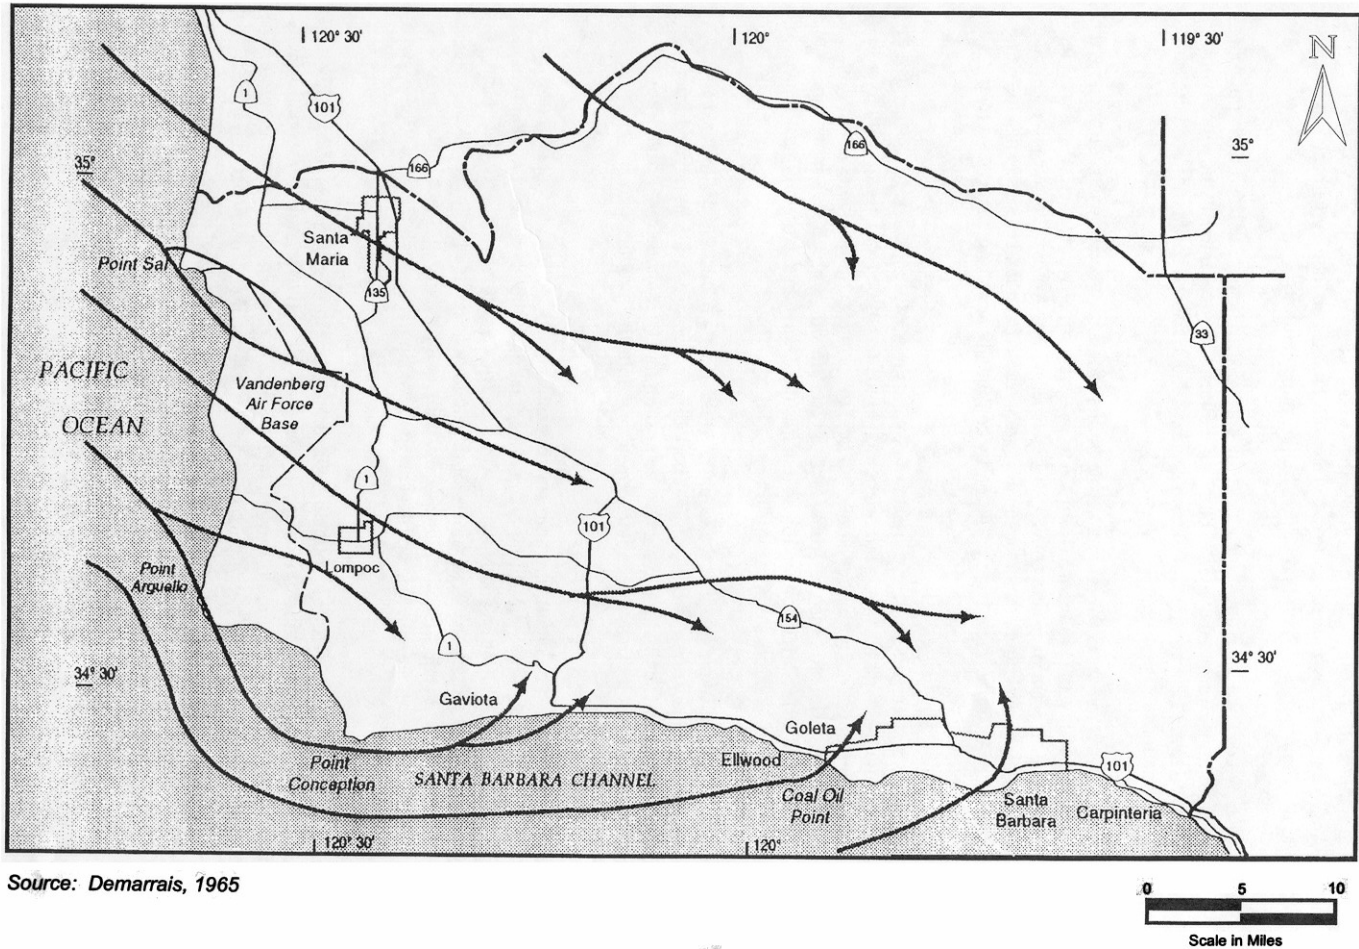 120° 30'
120°
119° 30'
N
1
101
166
166
35°
35°
Santa
Maria
Point Sal
135
33
PACIFIC
OCEAN
Vandenberg
Air Force
Base
1
101
Lompoc
Point
Arguello
154
1
34° 30'
34° 30'
Gaviota
Goleta
Ellwood
Point
Conception
SANTA BARBARA CHANNEL
101
Coal Oil
Point
Santa
Barbara
Carpinteria
120° 30'
120°
Source: Demarrais, 1965
0 5 10
Scale in Miles